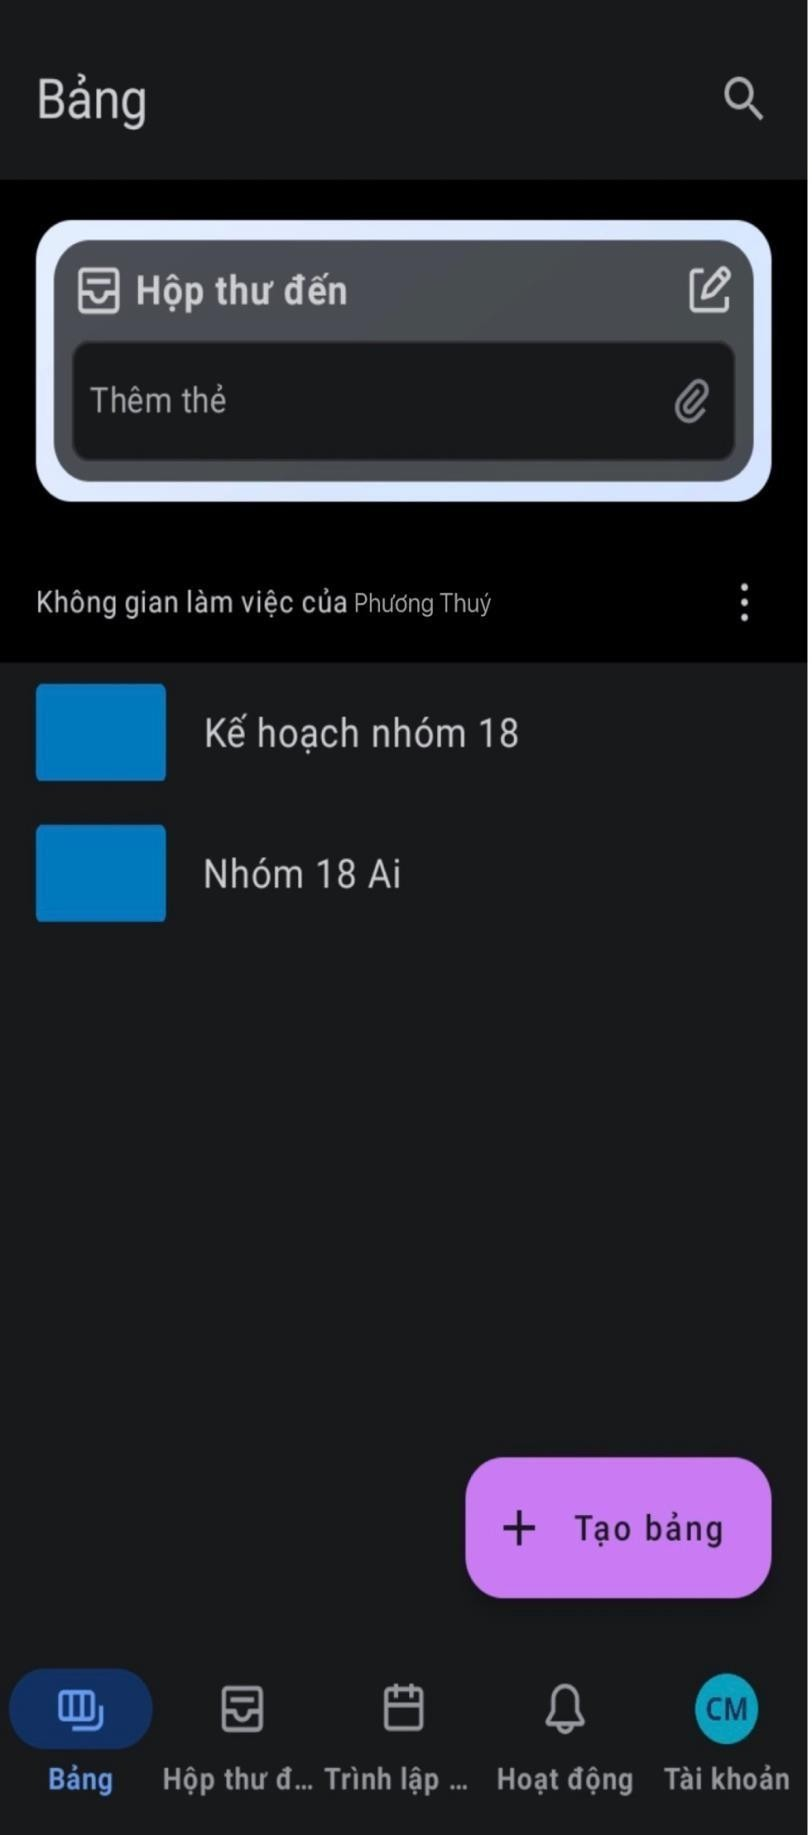 Bảng
Hộp thư đến
Thêm thẻ
Không gian làm việc của Phương Thuý
Kế hoạch nhóm 18
Nhóm 18 Ai
+ Tạo bảng
CM
Bảng
Hộp thư đ...
Trình lập ...
Hoạt động
Tài khoản